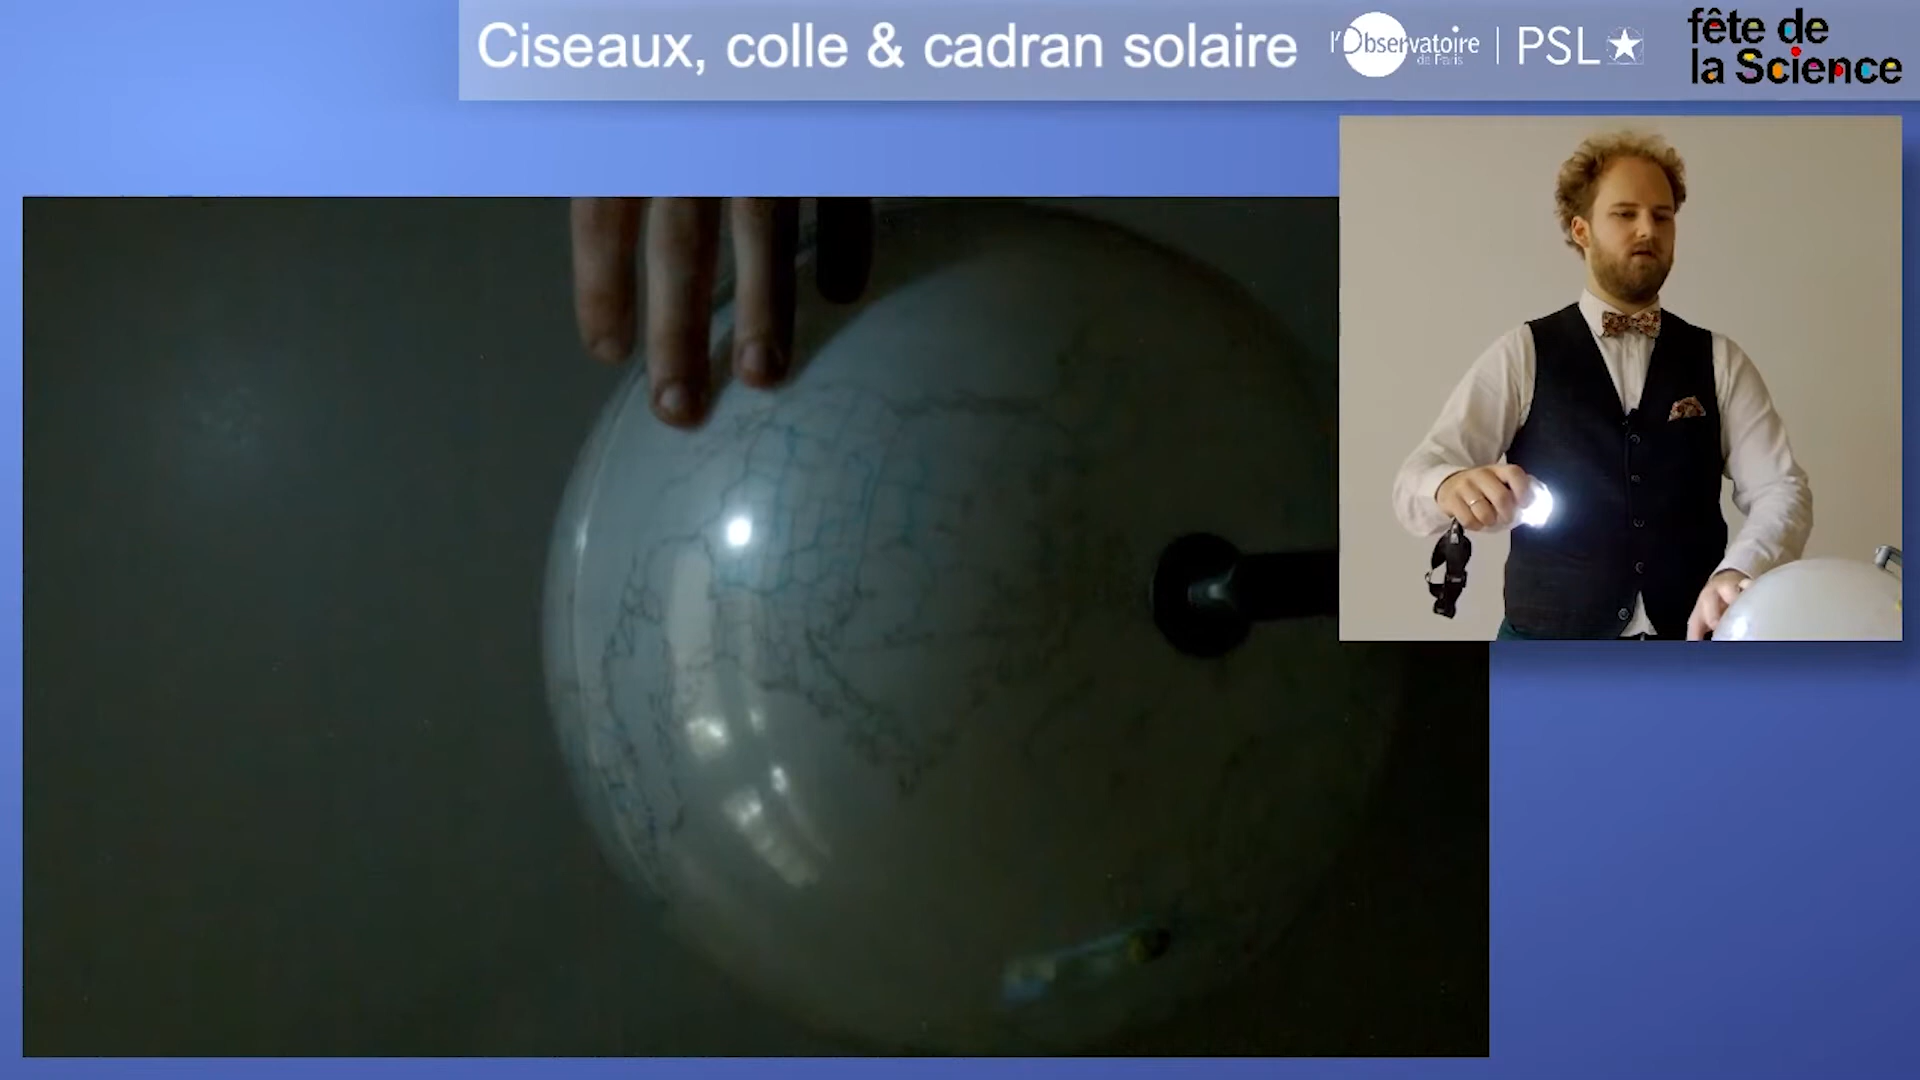 Ciseaux, colle & cadran solaire
l'Observatoire
de Paris
PSL
fête de
la Science